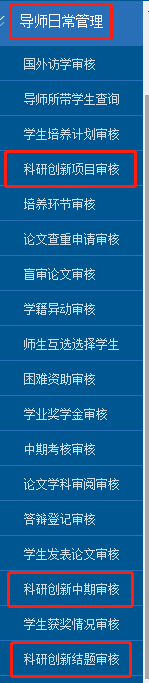 导师日常管理
国外访学审核
导师所带学生查询
学生培养计划审核
科研创新项目审核
培养环节审核
论文查重申请审核
盲审论文审核
学籍异动审核
师生互选选择学生
困难资助审核
学业奖学金审核
中期考核审核
论文学科审阅审核
答辩登记审核
学生发表论文审核
科研创新中期审核
学生获奖情况审核
科研创新结题审核